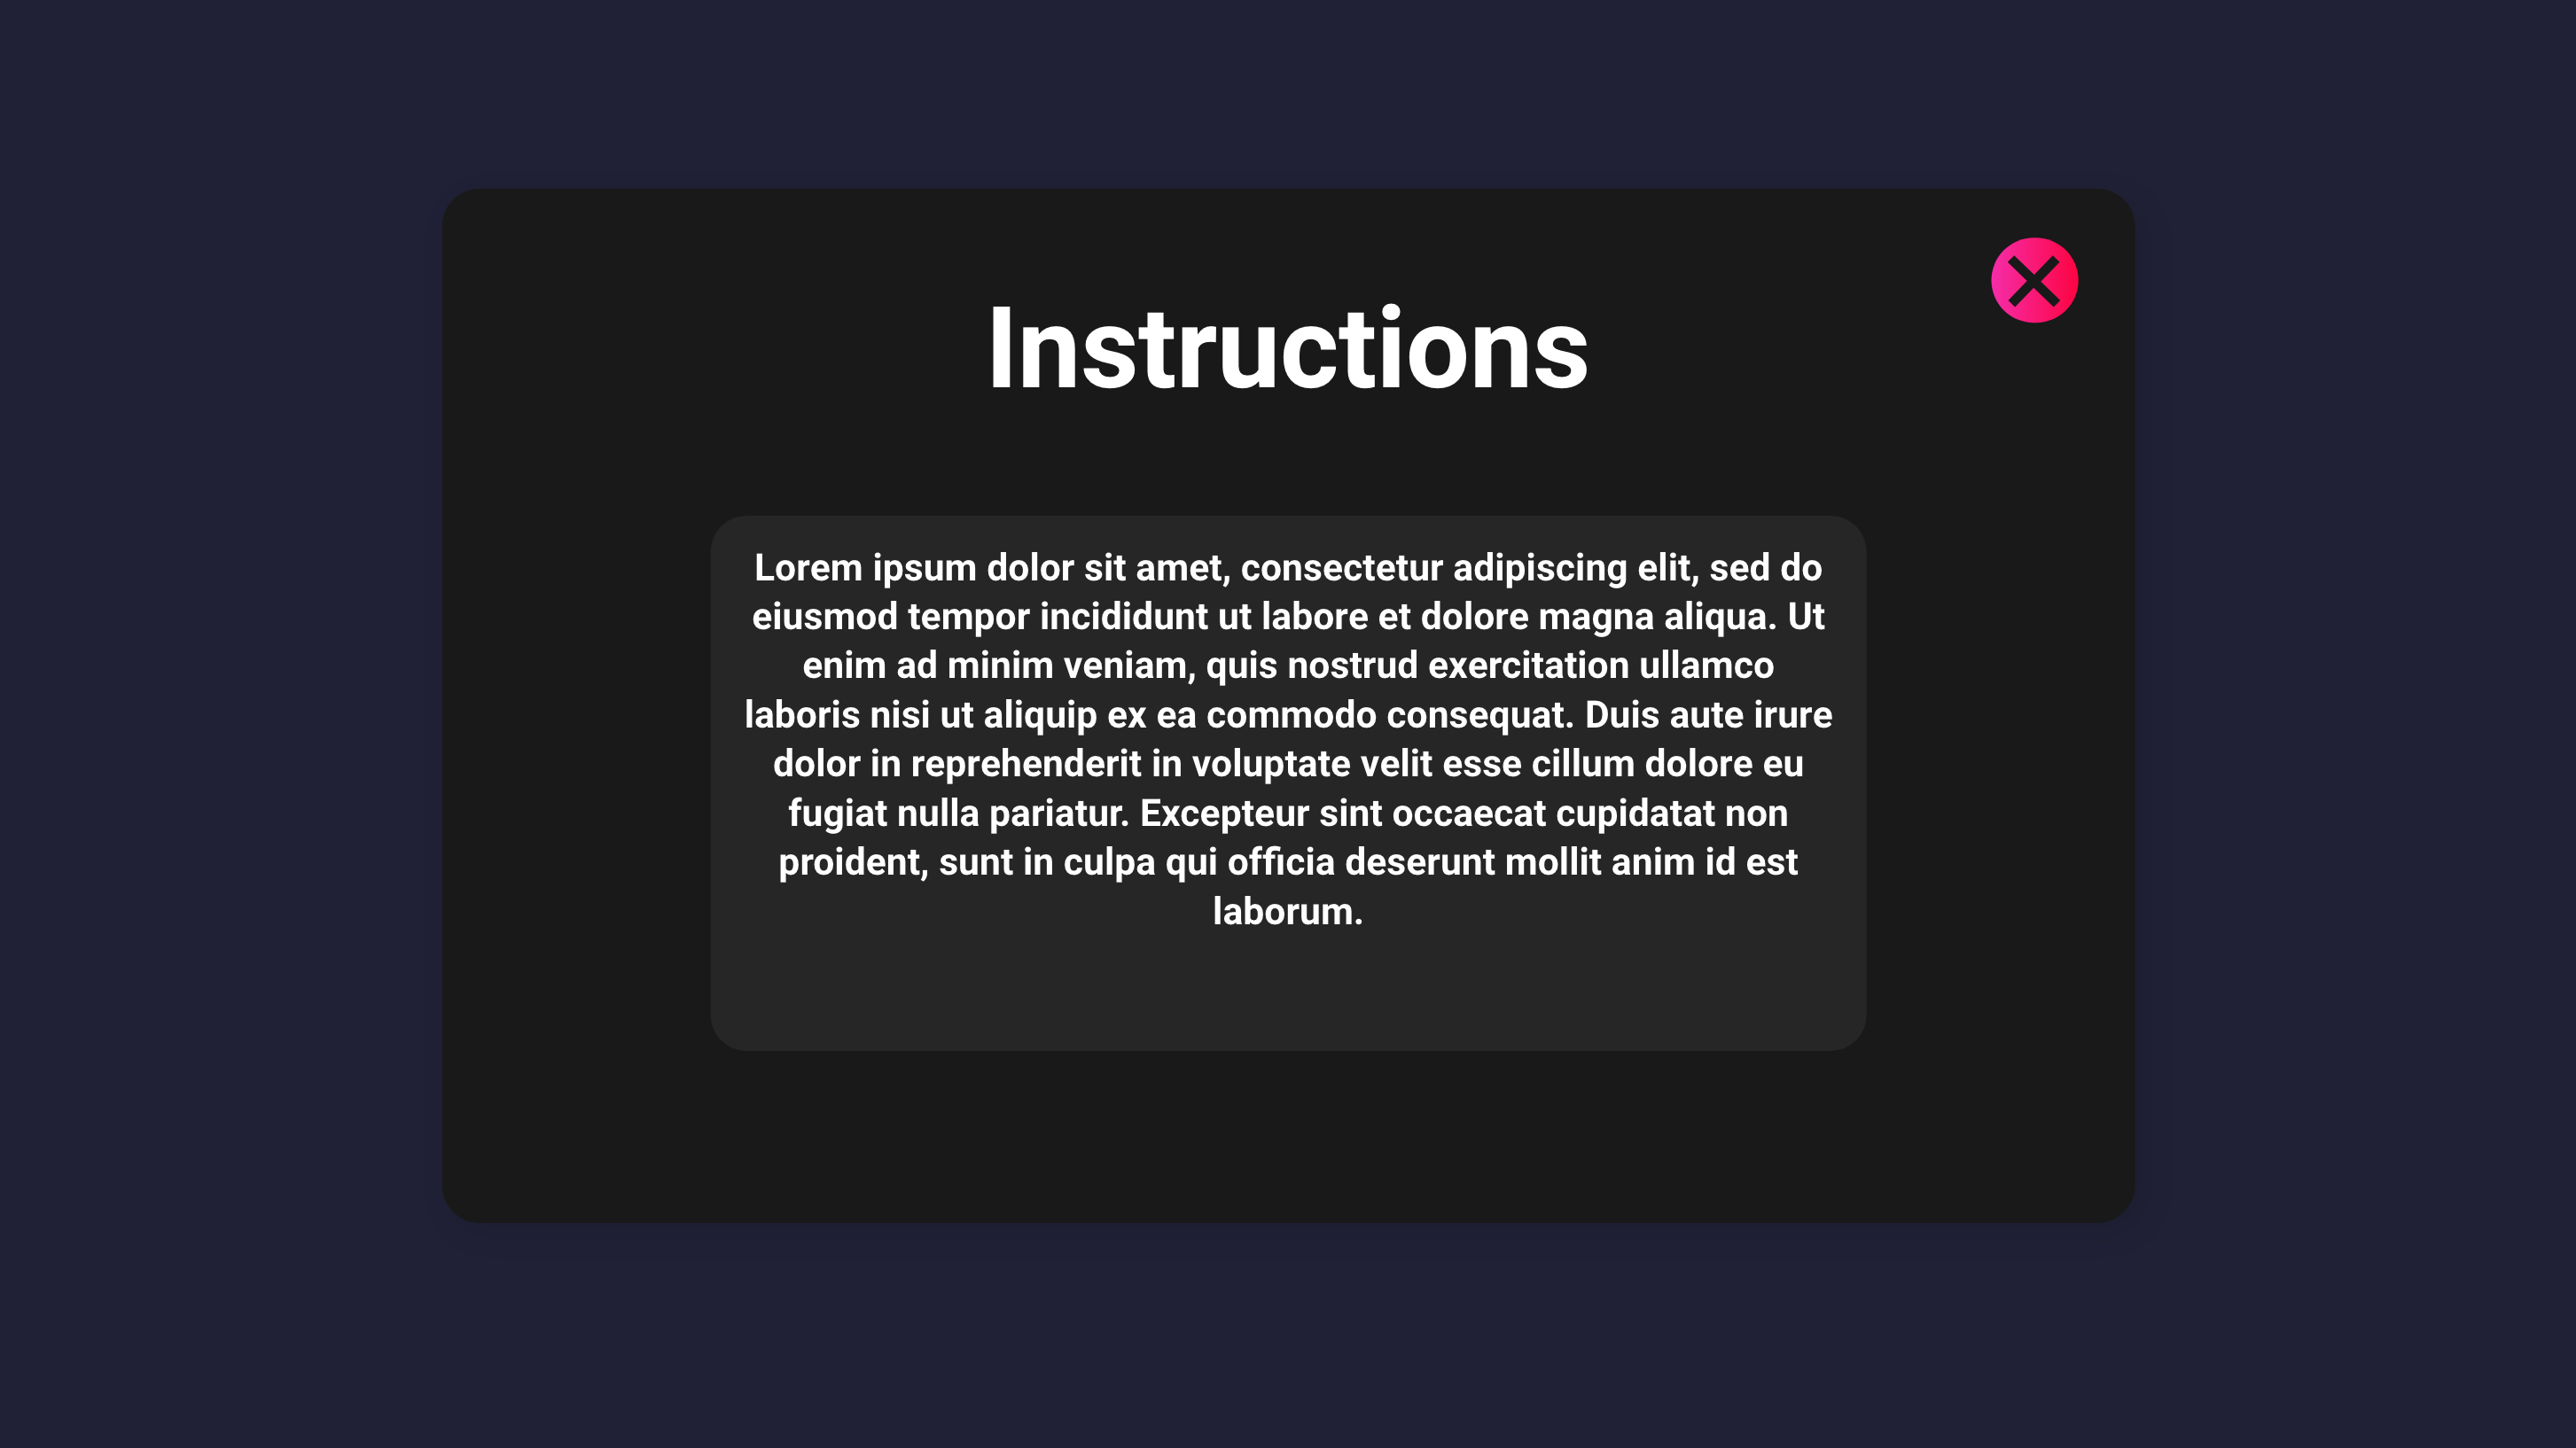 Instructions
Lorem ipsum dolor sit amet, consectetur adipiscing elit, sed do
eiusmod tempor incididunt ut labore et dolore magna aliqua. Ut
enim ad minim veniam, quis nostrud exercitation ullamco
laboris nisi ut aliquip ex ea commodo consequat. Duis aute irure
dolor in reprehenderit in voluptate velit esse cillum dolore eu
fugiat nulla pariatur. Excepteur sint occaecat cupidatat non
proident, sunt in culpa qui officia deserunt mollit anim id est
laborum.